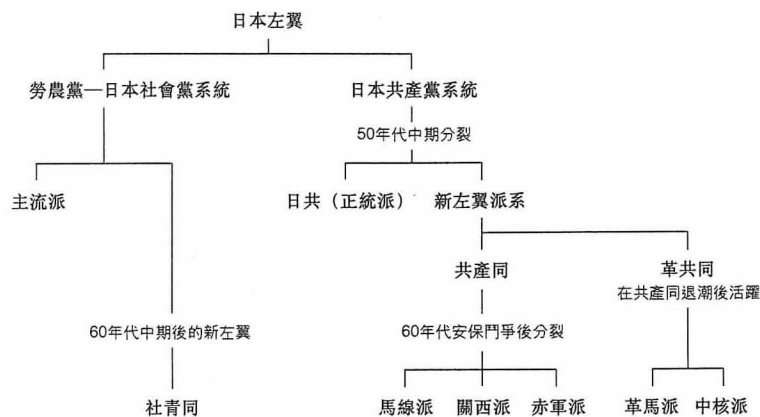 日本左翼
勞農黨—日本社會黨系統
日本共產黨系統
50年代中期分裂
主流派
日共（正統派）
新左翼派系
共產同
革共同
在共產同退潮後活躍
60年代中期後的新左翼
60年代安保鬥爭後分裂
社青同
馬線派
關西派
赤軍派
革馬派
中核派